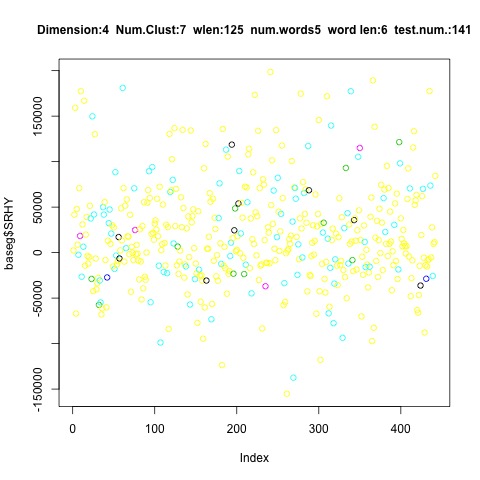 Dimension:4 Num.Clust:7 wlen:125 num.words5 word len:6 test.num.:141
baseg$SRHY
150000
50000
0
-50000
-150000
0 100 200 300 400
Index